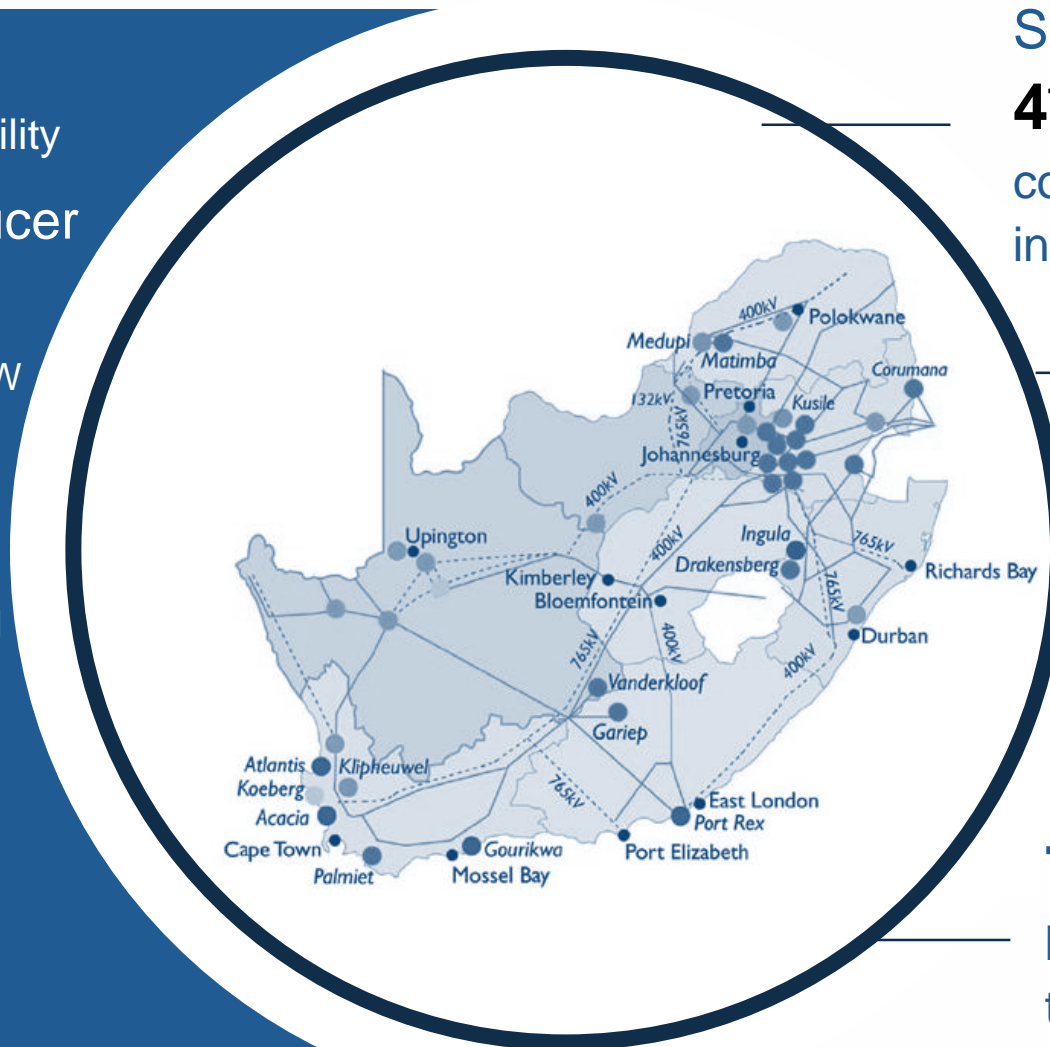 ility
ucer
w
S
4
co
in
400kV
Polokwane
Medupi
Matimba
Corumana
132kV
Pretoria
Kusile
765kV
Johannesburg
400kV
Upington
400kV
Ingula
765kV
Drakensberg
Kimberley
Richards Bay
Bloemfontein
765kV
Durban
765kV
400kV
400kV
Vanderkloof
Gariep
Atlantis
Klipheuwel
Koeberg
765kV
Acacia
East London
Port Rex
Cape Town
Gourikwa
Port Elizabeth
Palmiet
Mossel Bay
t